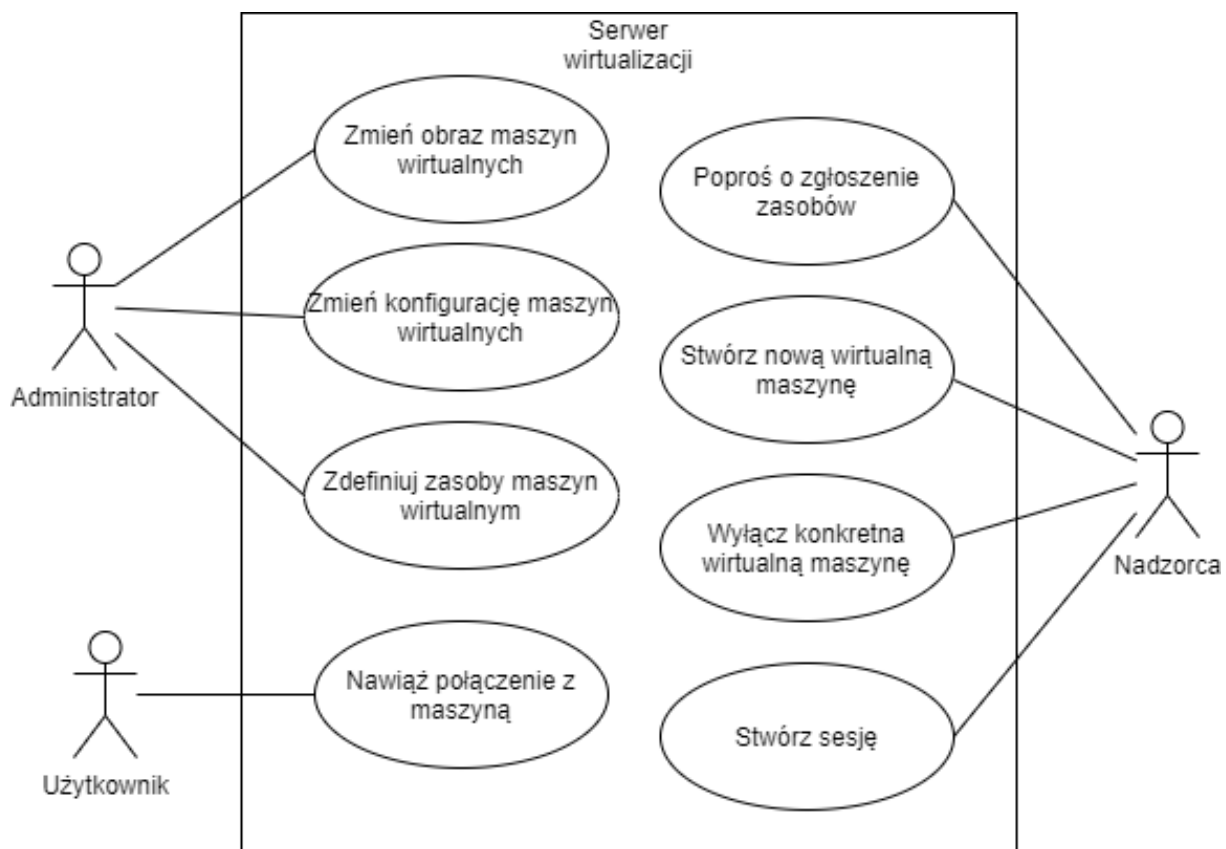 Serwer
wirtualizacji
Zmień obraz maszyn
wirtualnych
Poproś o zgłoszenie
zasobów
Zmień konfigurację maszyn
wirtualnych
Stwórz nową wirtualną
maszynę
Administrator
Zdefiniuj zasoby maszyn
wirtualnym
Wyłącz konkretna
wirtualną maszynę
Nadzorca
Nawiąż połączenie z
maszyną
Stwórz sesję
Użytkownik